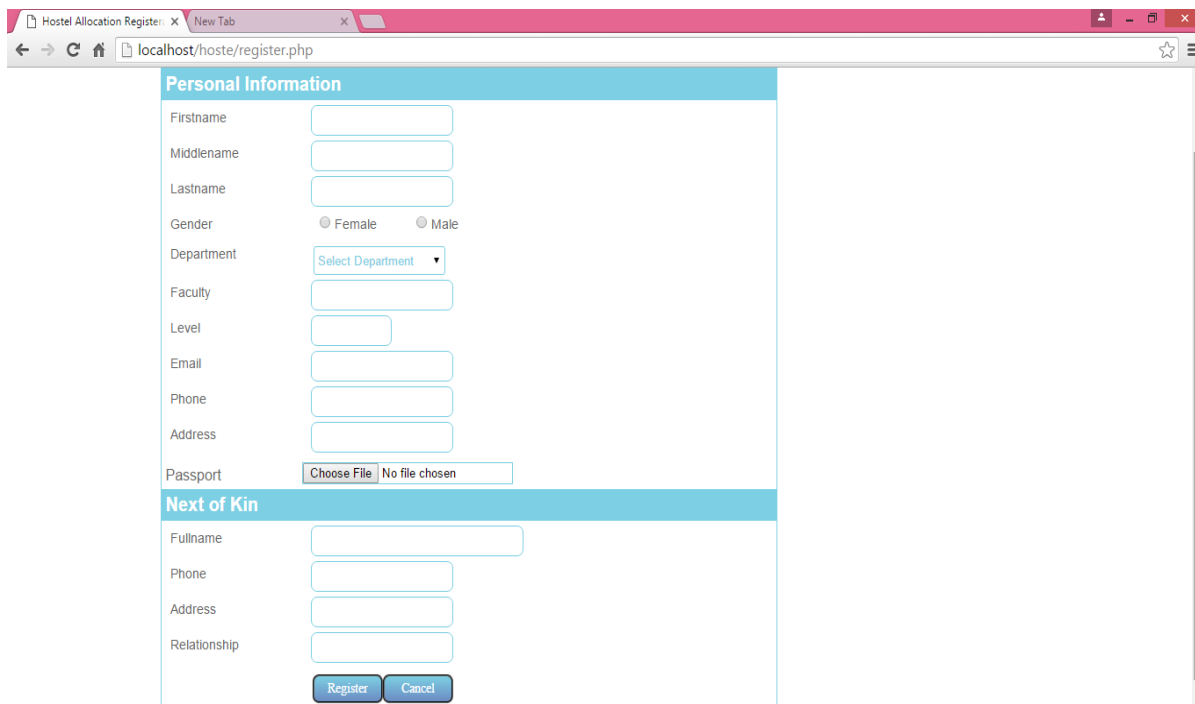 Hostel Allocation Register
New Tab
localhost/hoste/register.php
Personal Information
Firstname
Middlename
Lastname
Gender Female Male
Department Select Department
Faculty
Level
Email
Phone
Address
Passport Choose File No file chosen
Next of Kin
Fullname
Phone
Address
Relationship
Register Cancel